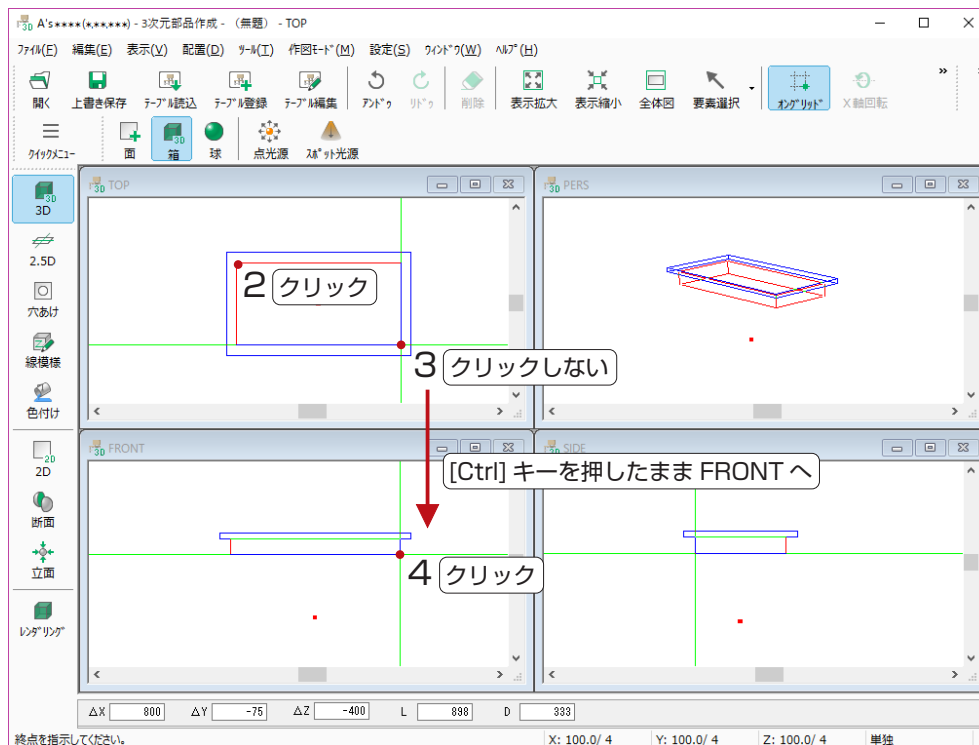 A's****(*,**,***) - 3次元部品作成 - （無題） - TOP
ﾌｧｲﾙ(F) 編集(E) 表示(V) 配置(D) ﾂｰﾙ(T) 作図ﾓｰﾄﾞ(M) 設定(S) ｳｨﾝﾄﾞｳ(W) ﾍﾙﾌﾟ(H)
開く 上書き保存 ﾃｰﾌﾞﾙ読込 ﾃｰﾌﾞﾙ登録 ﾃｰﾌﾞﾙ編集 ｱﾝﾄﾞｩ ﾘﾄﾞｩ 削除 表示拡大 表示縮小 全体図 要素選択 ｵﾝｸﾞﾘｯﾄﾞ X軸回転 »
ｸｲｯｸﾒﾆｭｰ 面 箱 球 点光源 ｽﾎﾟｯﾄ光源
3D
2.5D
穴あけ
線模様
色付け
2D
断面
立面
ﾚﾝﾀﾞﾘﾝｸﾞ
TOP
2 クリック
3 クリックしない
PERS
[Ctrl] キーを押したまま FRONT へ
FRONT
4 クリック
SIDE
△X 800 △Y -75 △Z -400 L 898 D 333
終点を指示してください。 X: 100.0/ 4 Y: 100.0/ 4 Z: 100.0/ 4 単独